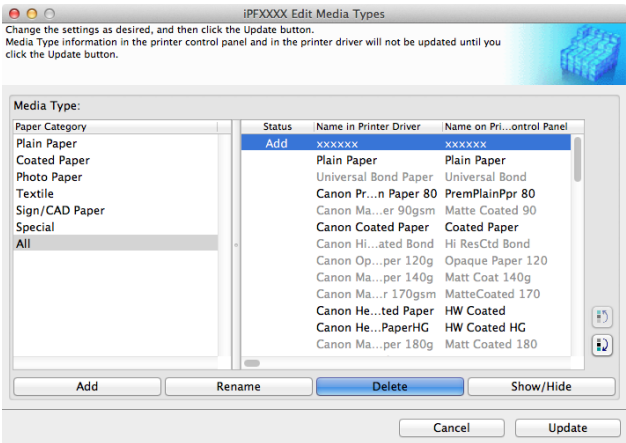 iPFXXXX Edit Media Types
Change the settings as desired, and then click the Update button.
Media Type information in the printer control panel and in the printer driver will not be updated until you
click the Update button.
Media Type:
Paper Category
Plain Paper
Coated Paper
Photo Paper
Textile
Sign/CAD Paper
Special
All
Status Name in Printer Driver Name on Pri...ontrol Panel
Add xxxxxx xxxxxx
Plain Paper Plain Paper
Universal Bond Paper Universal Bond
Canon Pr...n Paper 80 PremPlainPpr 80
Canon Ma...er 90gsm Matte Coated 90
Canon Coated Paper Coated Paper
Canon Hi...ated Bond Hi ResCtd Bond
Canon Op...per 120g Opaque Paper 120
Canon Ma...per 140g Matt Coat 140g
Canon Ma...r 170gsm MatteCoated 170
Canon He...ted Paper HW Coated
Canon He...PaperHG HW Coated HG
Canon Ma...per 180g Matt Coated 180
Add Rename Delete Show/Hide
Cancel Update